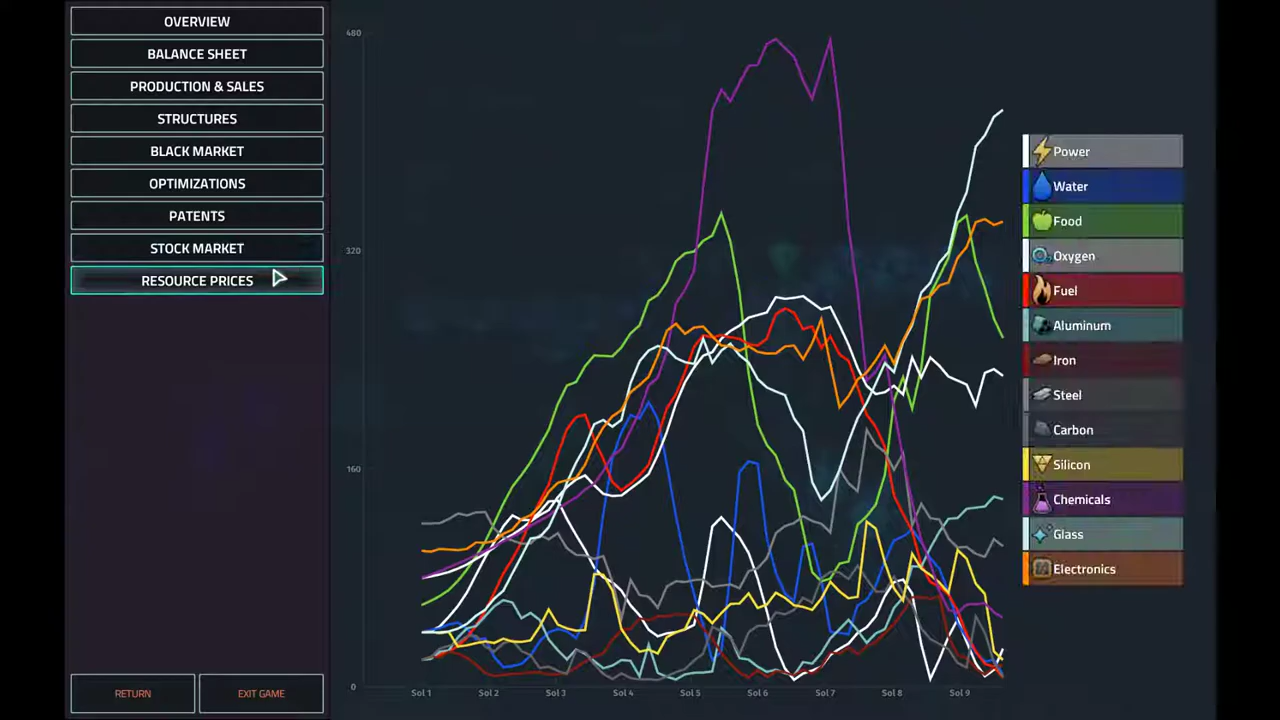 OVERVIEW
BALANCE SHEET
PRODUCTION & SALES
STRUCTURES
BLACK MARKET
OPTIMIZATIONS
PATENTS
STOCK MARKET
RESOURCE PRICES
RETURN
EXIT GAME
480
320
160
0
Sol 1 Sol 2 Sol 3 Sol 4 Sol 5 Sol 6 Sol 7 Sol 8 Sol 9
Power
Water
Food
Oxygen
Fuel
Aluminum
Iron
Steel
Carbon
Silicon
Chemicals
Glass
Electronics